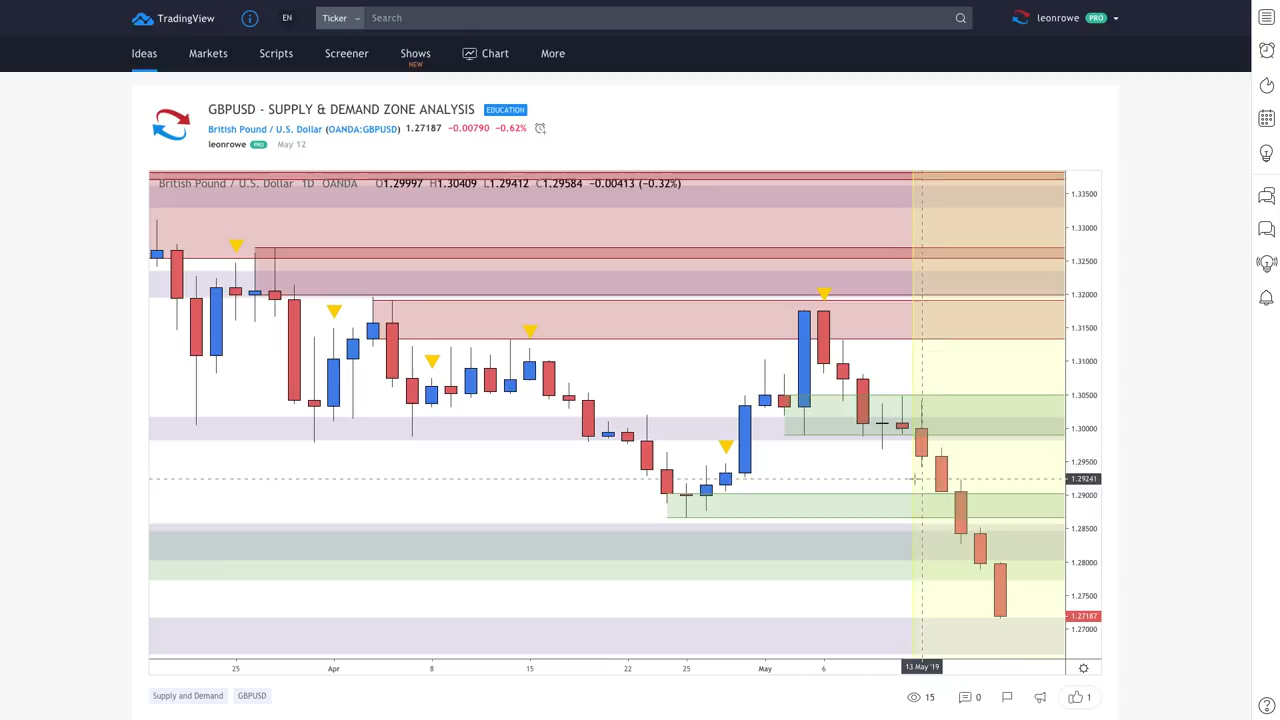 TradingView EN Ticker Search leonrowe PRO
Ideas Markets Scripts Screener Shows Chart More
NEW
GBPUSD - SUPPLY & DEMAND ZONE ANALYSIS EDUCATION
British Pound / U.S. Dollar (OANDA:GBPUSD) 1.27187 −0.00790 −0.62%
leonrowe PRO May 12
British Pound / U.S. Dollar 1D OANDA O1.29997 H1.30409 L1.29412 C1.29584 −0.00413 (−0.32%)
1.33500
1.33000
1.32500
1.32000
1.31500
1.31000
1.30500
1.30000
1.29500
1.29241
1.29000
1.28500
1.28000
1.27500
1.27187
1.27000
25 Apr 8 15 22 25 May 6 13 May '19
Supply and Demand GBPUSD 15 0 1